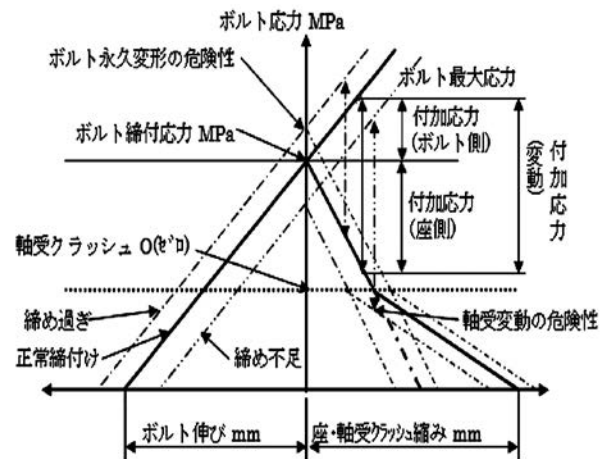 ボルト応力 MPa
ボルト永久変形の危険性
ボルト最大応力
ボルト締付応力 MPa
付加応力
(ボルト側)
付加応力
(座側)
付加応力
(変動)
軸受クラッシュ 0(ゼロ)
締め過ぎ
正常締付け
締め不足
軸受変動の危険性
ボルト伸び mm
座・軸受クラッシュ縮み mm